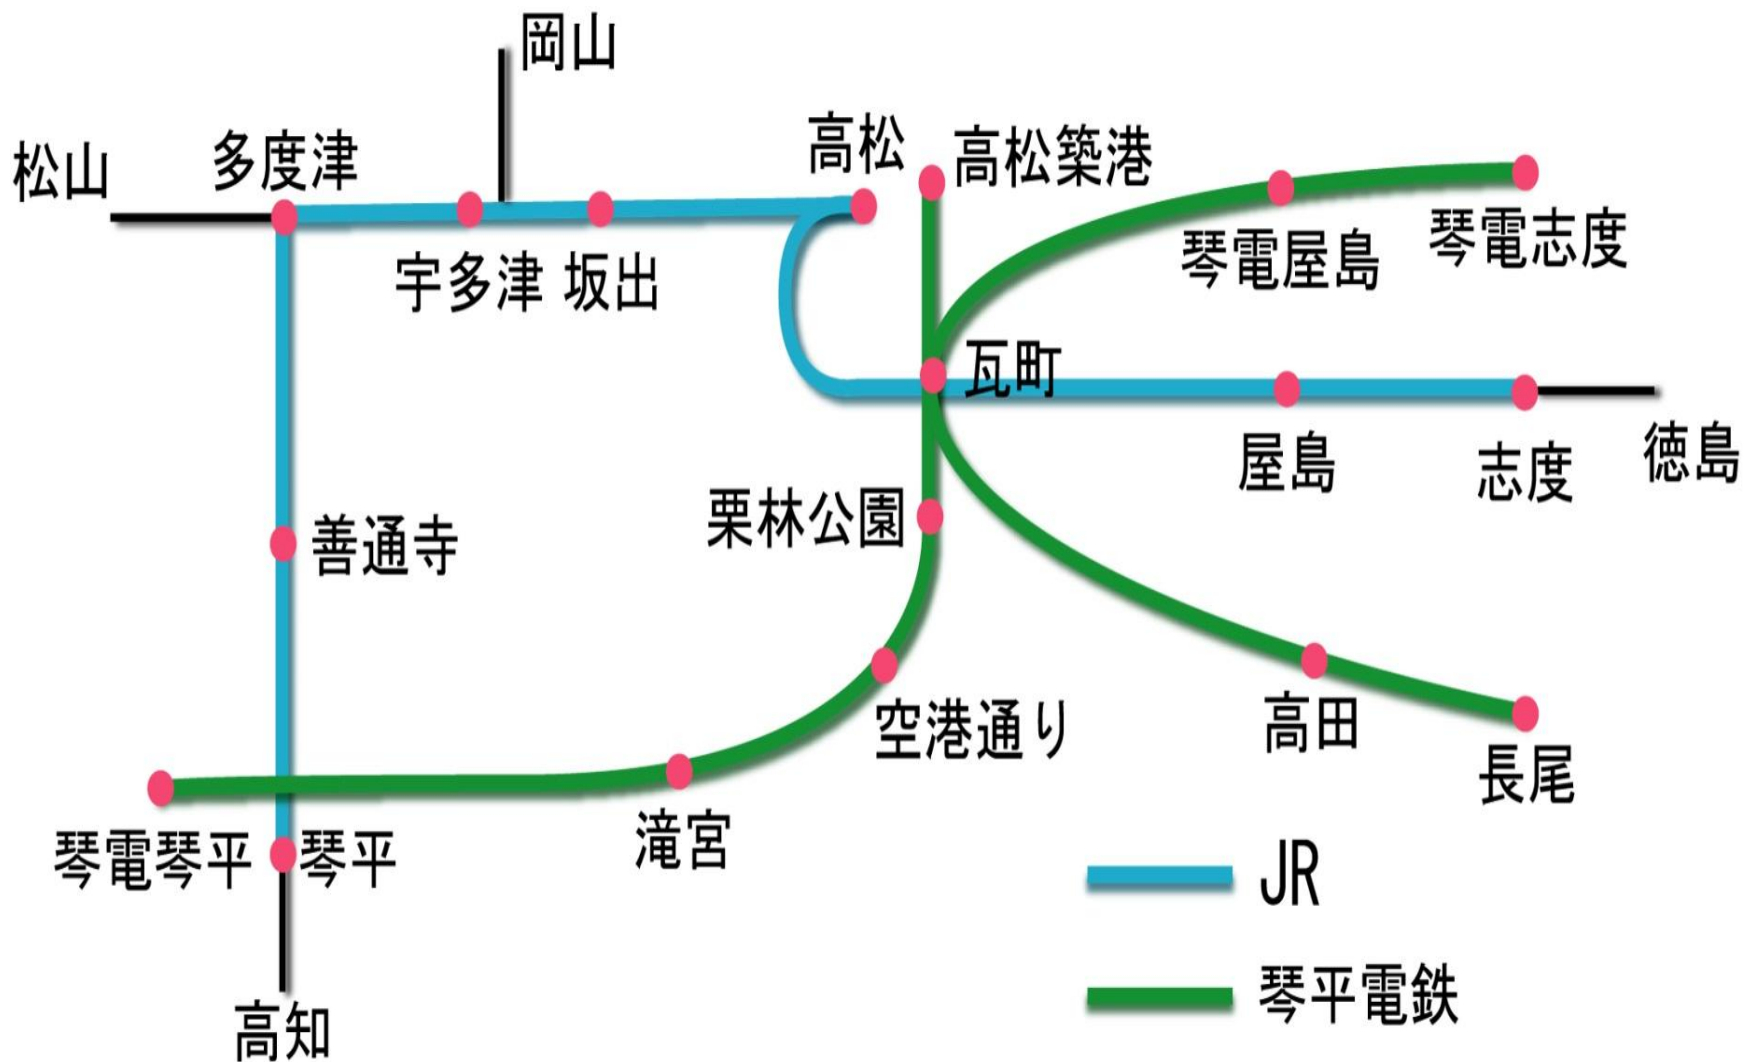 岡山
松山
多度津
高松
高松築港
宇多津
坂出
琴電屋島
琴電志度
瓦町
屋島
志度
徳島
栗林公園
善通寺
空港通り
高田
長尾
滝宮
琴電琴平
琴平
高知
JR
琴平電鉄